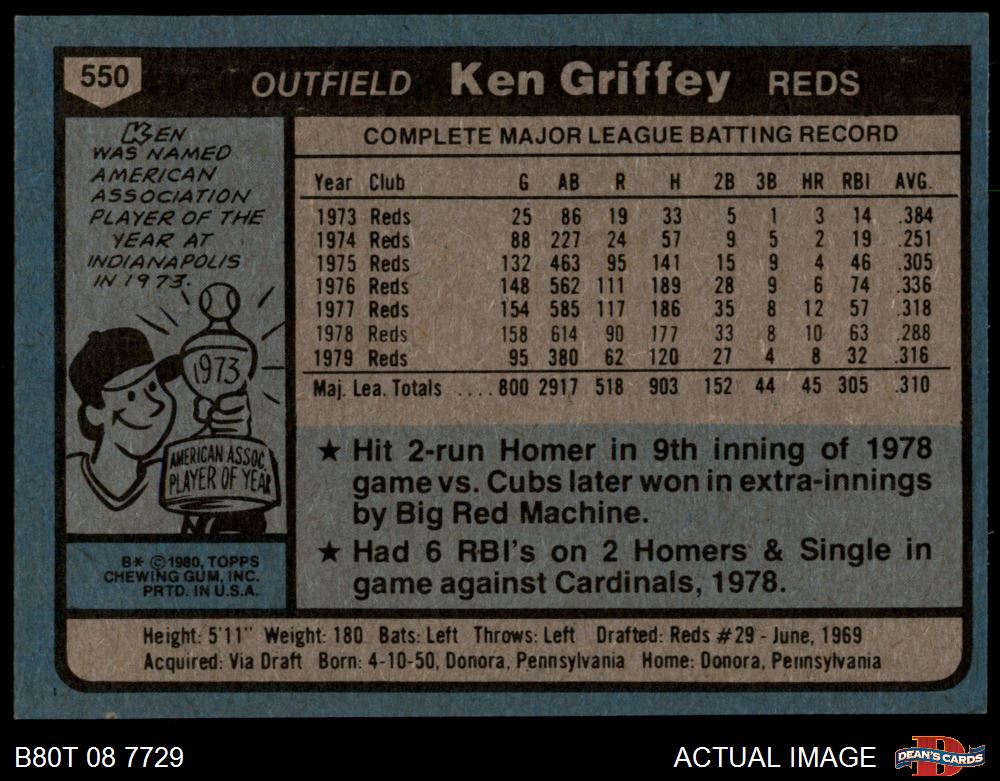 550 OUTFIELD Ken Griffey REDS
KEN
WAS NAMED
AMERICAN
ASSOCIATION
PLAYER OF THE
YEAR AT
INDIANAPOLIS
IN 1973.
1973
AMERICAN ASSOC.
PLAYER OF YEAR
B* ©1980, TOPPS
CHEWING GUM, INC.
PRTD. IN U.S.A.
COMPLETE MAJOR LEAGUE BATTING RECORD
Year Club G AB R H 2B 3B HR RBI AVG.
1973 Reds 25 86 19 33 5 1 3 14 .384
1974 Reds 88 227 24 57 9 5 2 19 .251
1975 Reds 132 463 95 141 15 9 4 46 .305
1976 Reds 148 562 111 189 28 9 6 74 .336
1977 Reds 154 585 117 186 35 8 12 57 .318
1978 Reds 158 614 90 177 33 8 10 63 .288
1979 Reds 95 380 62 120 27 4 8 32 .316
Maj. Lea. Totals .... 800 2917 518 903 152 44 45 305 .310
★ Hit 2-run Homer in 9th inning of 1978
game vs. Cubs later won in extra-innings
by Big Red Machine.
★ Had 6 RBI's on 2 Homers & Single in
game against Cardinals, 1978.
Height: 5'11" Weight: 180 Bats: Left Throws: Left Drafted: Reds #29 - June, 1969
Acquired: Via Draft Born: 4-10-50, Donora, Pennsylvania Home: Donora, Pennsylvania
B80T 08 7729 ACTUAL IMAGE
D
DEAN'S CARDS